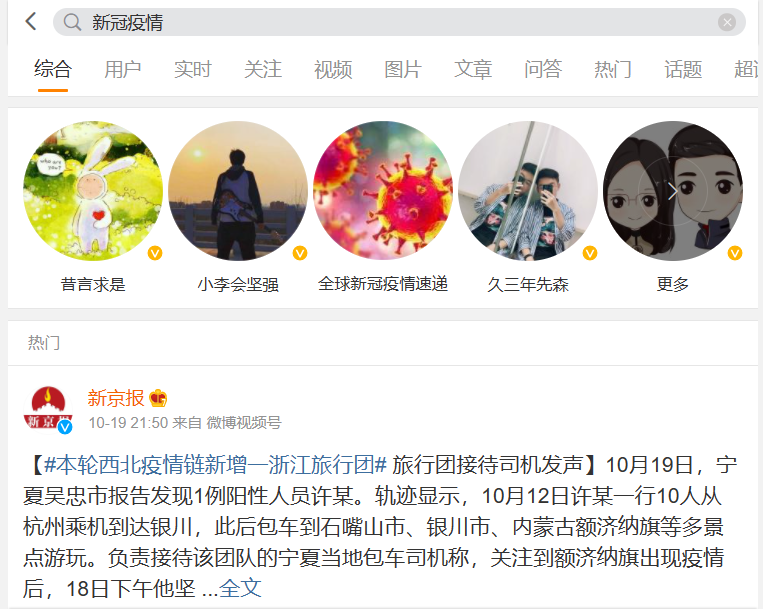 新冠疫情
综合 用户 实时 关注 视频 图片 文章 问答 热门 话题
who are you?
昔言求是 小李会坚强 全球新冠疫情速递 久三年先森 更多
热门
新京报
新京报
10-19 21:50 来自 微博视频号
【#本轮西北疫情链新增一浙江旅行团# 旅行团接待司机发声】10月19日，宁
夏吴忠市报告发现1例阳性人员许某。轨迹显示，10月12日许某一行10人从
杭州乘机到达银川，此后包车到石嘴山市、银川市、内蒙古额济纳旗等多景
点游玩。负责接待该团队的宁夏当地包车司机称，关注到额济纳旗出现疫情
后，18日下午他坚 ...全文